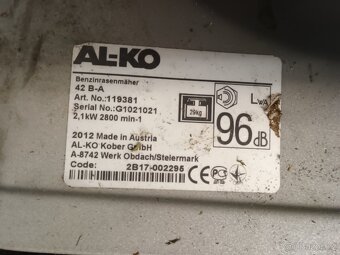 AL-KO
Benzinrasenmäher
42 B-A
Art. No.:119381
Serial No.:G1021021
2,1kW 2800 min-1
29kg
LWA
96dB
2012 Made in Austria
AL-KO Kober GmbH
A-8742 Werk Obdach/Steiermark
Code: 2B17-002295